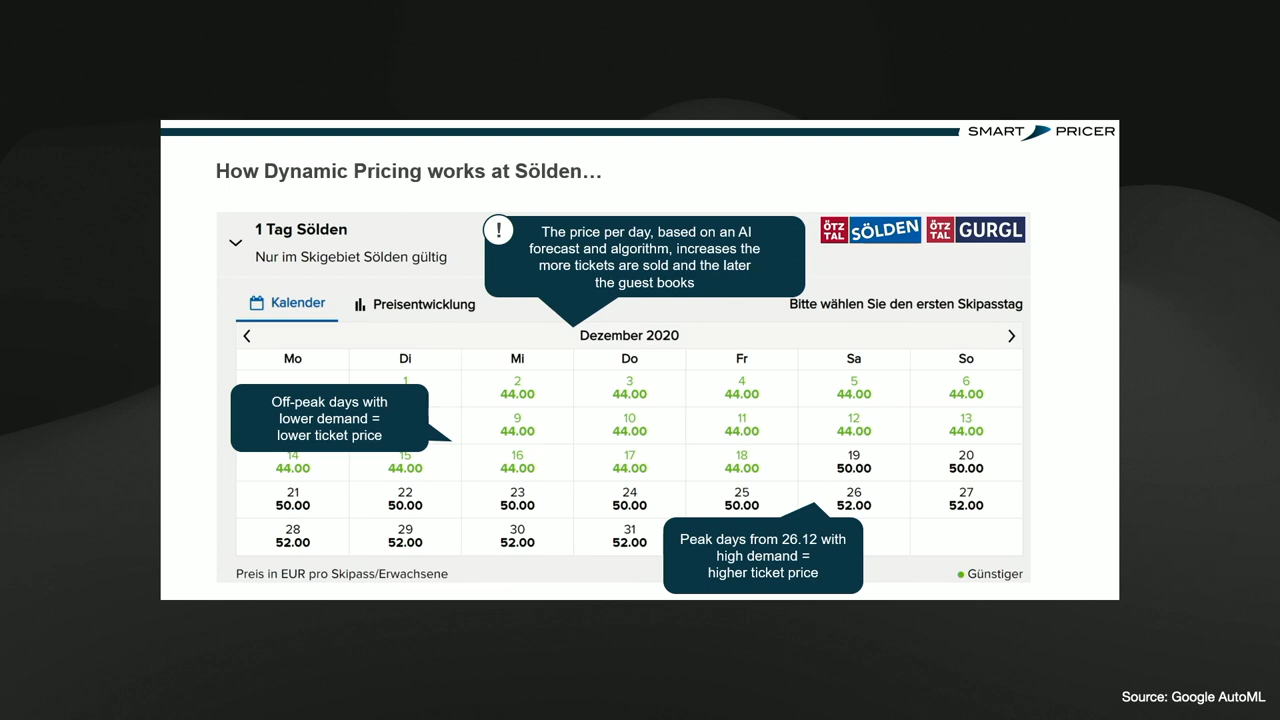 SMART PRICER
How Dynamic Pricing works at Sölden...
1 Tag Sölden
Nur im Skigebiet Sölden gültig
!
The price per day, based on an AI
forecast and algorithm, increases the
more tickets are sold and the later
the guest books
ÖTZ TAL SÖLDEN ÖTZ TAL GURGL
Kalender Preisentwicklung Bitte wählen Sie den ersten Skipasstag
Dezember 2020
Mo Di Mi Do Fr Sa So
1 2 3 4 5 6
44.00 44.00 44.00 44.00 44.00
Off-peak days with
lower demand =
lower ticket price
9 10 11 12 13
44.00 44.00 44.00 44.00 44.00
14 15 16 17 18 19 20
44.00 44.00 44.00 44.00 44.00 50.00 50.00
21 22 23 24 25 26 27
50.00 50.00 50.00 50.00 50.00 52.00 52.00
28 29 30 31
52.00 52.00 52.00 52.00
Peak days from 26.12 with
high demand =
higher ticket price
Preis in EUR pro Skipass/Erwachsene
Günstiger
Source: Google AutoML